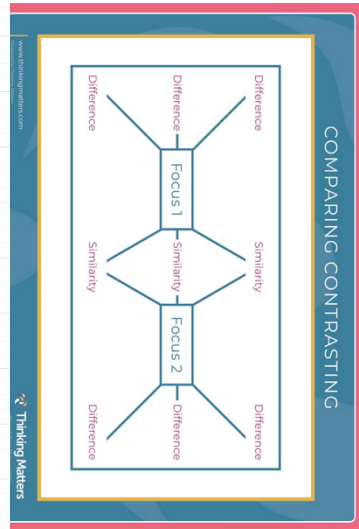 COMPARING CONTRASTING
Difference
Similarity
Difference
Difference
Focus 1
Similarity
Focus 2
Difference
Difference
Similarity
Difference
www.thinkingmatters.com
Thinking Matters